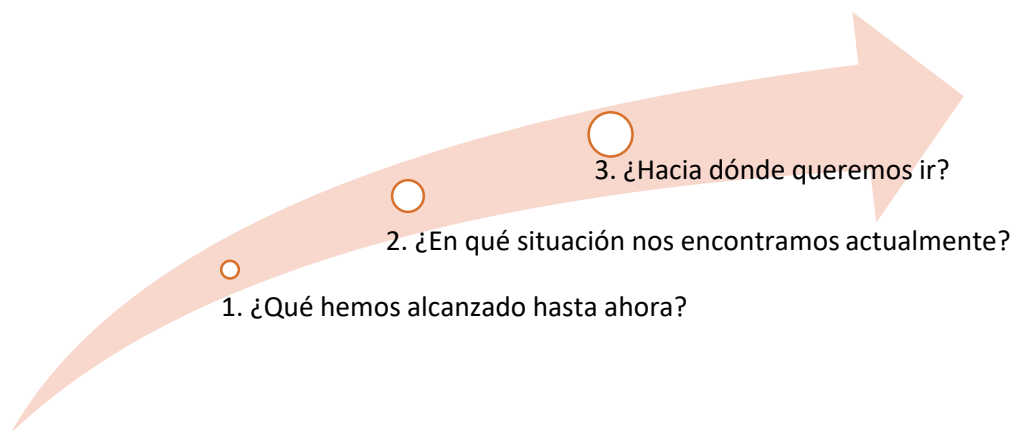 3. ¿Hacia dónde queremos ir?
2. ¿En qué situación nos encontramos actualmente?
1. ¿Qué hemos alcanzado hasta ahora?